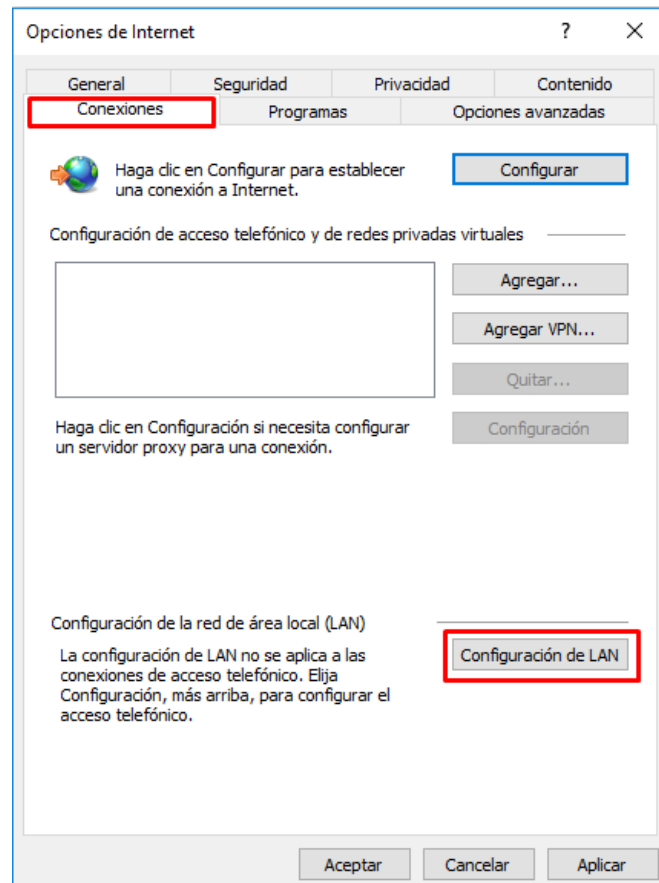 Opciones de Internet
?
General Seguridad Privacidad Contenido
Conexiones Programas Opciones avanzadas
Haga clic en Configurar para establecer
una conexión a Internet.
Configurar
Configuración de acceso telefónico y de redes privadas virtuales
Agregar...
Agregar VPN...
Quitar...
Haga clic en Configuración si necesita configurar
un servidor proxy para una conexión.
Configuración
Configuración de la red de área local (LAN)
La configuración de LAN no se aplica a las
conexiones de acceso telefónico. Elija
Configuración, más arriba, para configurar el
acceso telefónico.
Configuración de LAN
Aceptar Cancelar Aplicar